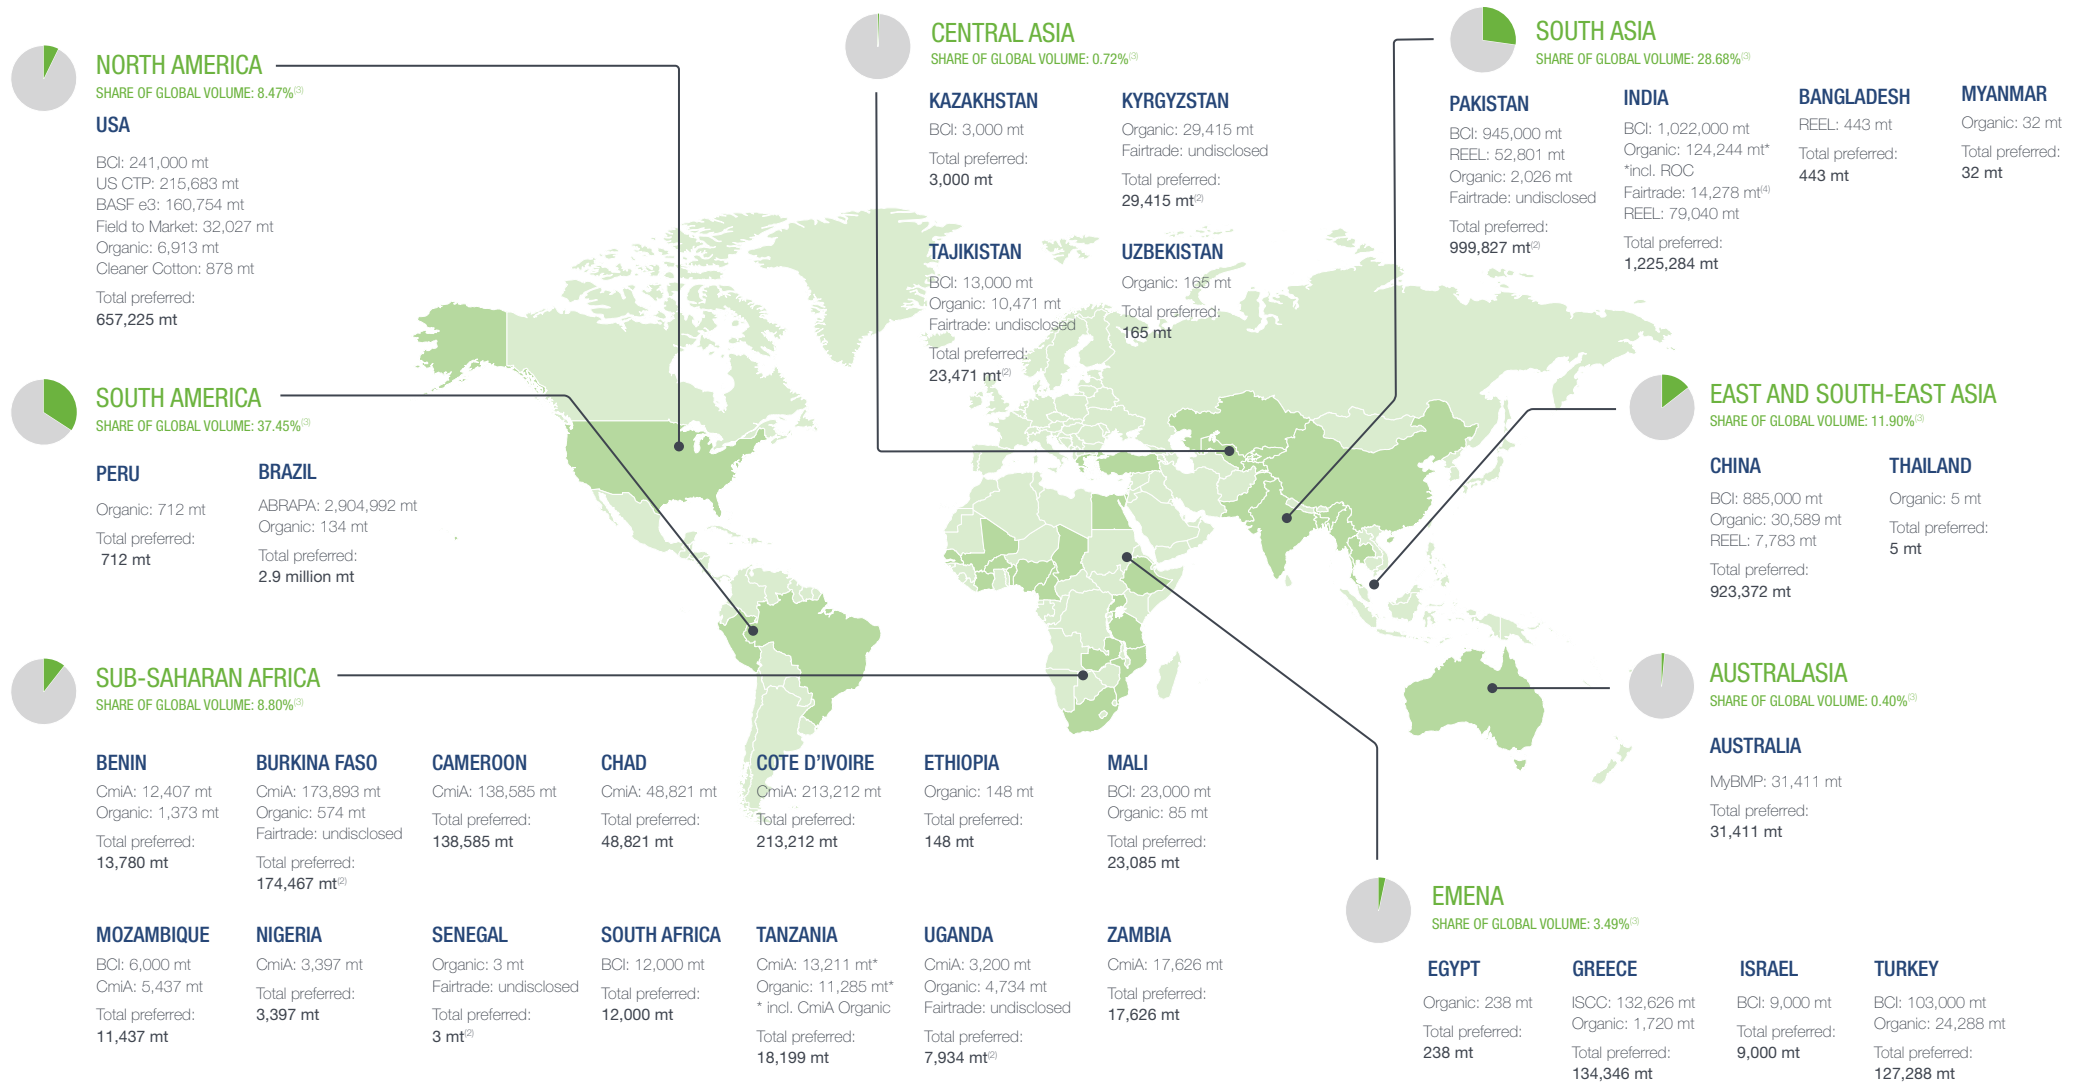 NORTH AMERICA
SHARE OF GLOBAL VOLUME: 8.47%(3)
USA
BCI: 241,000 mt
US CTP: 215,683 mt
BASF e3: 160,754 mt
Field to Market: 32,027 mt
Organic: 6,913 mt
Cleaner Cotton: 878 mt
Total preferred:
657,225 mt
CENTRAL ASIA
SHARE OF GLOBAL VOLUME: 0.72%(3)
KAZAKHSTAN
BCI: 3,000 mt
Total preferred:
3,000 mt
KYRGYZSTAN
Organic: 29,415 mt
Fairtrade: undisclosed
Total preferred:
29,415 mt(2)
TAJIKISTAN
BCI: 13,000 mt
Organic: 10,471 mt
Fairtrade: undisclosed
Total preferred:
23,471 mt(2)
UZBEKISTAN
Organic: 165 mt
Total preferred:
165 mt
SOUTH ASIA
SHARE OF GLOBAL VOLUME: 28.68%(3)
PAKISTAN
BCI: 945,000 mt
REEL: 52,801 mt
Organic: 2,026 mt
Fairtrade: undisclosed
Total preferred:
999,827 mt(2)
INDIA
BCI: 1,022,000 mt
Organic: 124,244 mt*
*incl. ROC
Fairtrade: 14,278 mt(4)
REEL: 79,040 mt
Total preferred:
1,225,284 mt
BANGLADESH
REEL: 443 mt
Total preferred:
443 mt
MYANMAR
Organic: 32 mt
Total preferred:
32 mt
SOUTH AMERICA
SHARE OF GLOBAL VOLUME: 37.45%(3)
PERU
Organic: 712 mt
Total preferred:
712 mt
BRAZIL
ABRAPA: 2,904,992 mt
Organic: 134 mt
Total preferred:
2.9 million mt
EAST AND SOUTH-EAST ASIA
SHARE OF GLOBAL VOLUME: 11.90%(3)
CHINA
BCI: 885,000 mt
Organic: 30,589 mt
REEL: 7,783 mt
Total preferred:
923,372 mt
THAILAND
Organic: 5 mt
Total preferred:
5 mt
SUB-SAHARAN AFRICA
SHARE OF GLOBAL VOLUME: 8.80%(3)
BENIN
CmiA: 12,407 mt
Organic: 1,373 mt
Total preferred:
13,780 mt
BURKINA FASO
CmiA: 173,893 mt
Organic: 574 mt
Fairtrade: undisclosed
Total preferred:
174,467 mt(2)
CAMEROON
CmiA: 138,585 mt
Total preferred:
138,585 mt
CHAD
CmiA: 48,821 mt
Total preferred:
48,821 mt
COTE D'IVOIRE
CmiA: 213,212 mt
Total preferred:
213,212 mt
ETHIOPIA
Organic: 148 mt
Total preferred:
148 mt
MALI
BCI: 23,000 mt
Organic: 85 mt
Total preferred:
23,085 mt
MOZAMBIQUE
BCI: 6,000 mt
CmiA: 5,437 mt
Total preferred:
11,437 mt
NIGERIA
CmiA: 3,397 mt
Total preferred:
3,397 mt
SENEGAL
Organic: 3 mt
Fairtrade: undisclosed
Total preferred:
3 mt(2)
SOUTH AFRICA
BCI: 12,000 mt
Total preferred:
12,000 mt
TANZANIA
CmiA: 13,211 mt*
Organic: 11,285 mt*
* incl. CmiA Organic
Total preferred:
18,199 mt
UGANDA
CmiA: 3,200 mt
Organic: 4,734 mt
Fairtrade: undisclosed
Total preferred:
7,934 mt(2)
ZAMBIA
CmiA: 17,626 mt
Total preferred:
17,626 mt
AUSTRALASIA
SHARE OF GLOBAL VOLUME: 0.40%(3)
AUSTRALIA
MyBMP: 31,411 mt
Total preferred:
31,411 mt
EMENA
SHARE OF GLOBAL VOLUME: 3.49%(3)
EGYPT
Organic: 238 mt
Total preferred:
238 mt
GREECE
ISCC: 132,626 mt
Organic: 1,720 mt
Total preferred:
134,346 mt
ISRAEL
BCI: 9,000 mt
Total preferred:
9,000 mt
TURKEY
BCI: 103,000 mt
Organic: 24,288 mt
Total preferred:
127,288 mt